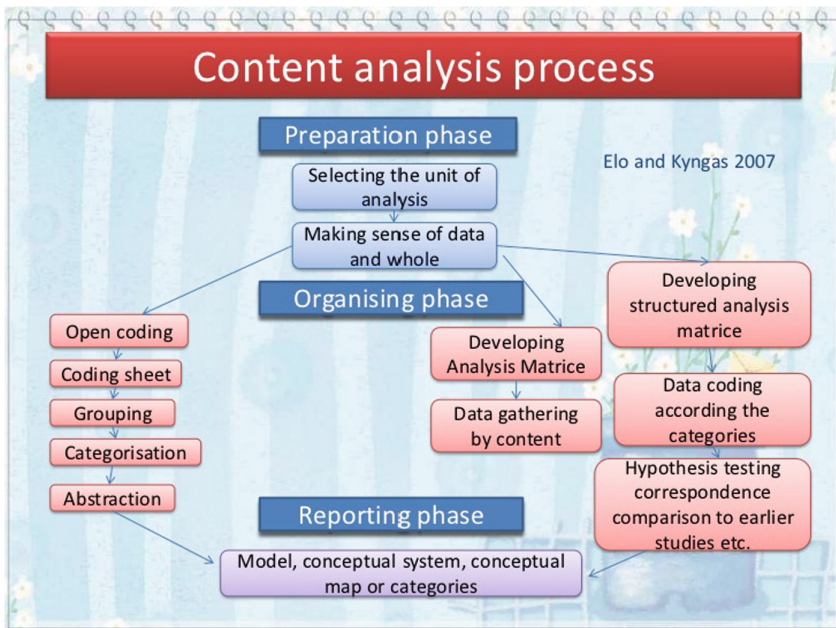 Content analysis process
Preparation phase
Elo and Kyngas 2007
Selecting the unit of
analysis
Making sense of data
and whole
Organising phase
Open coding
Coding sheet
Grouping
Categorisation
Abstraction
Developing
Analysis Matrice
Data gathering
by content
Developing
structured analysis
matrice
Data coding
according the
categories
Hypothesis testing
correspondence
comparison to earlier
studies etc.
Reporting phase
Model, conceptual system, conceptual
map or categories